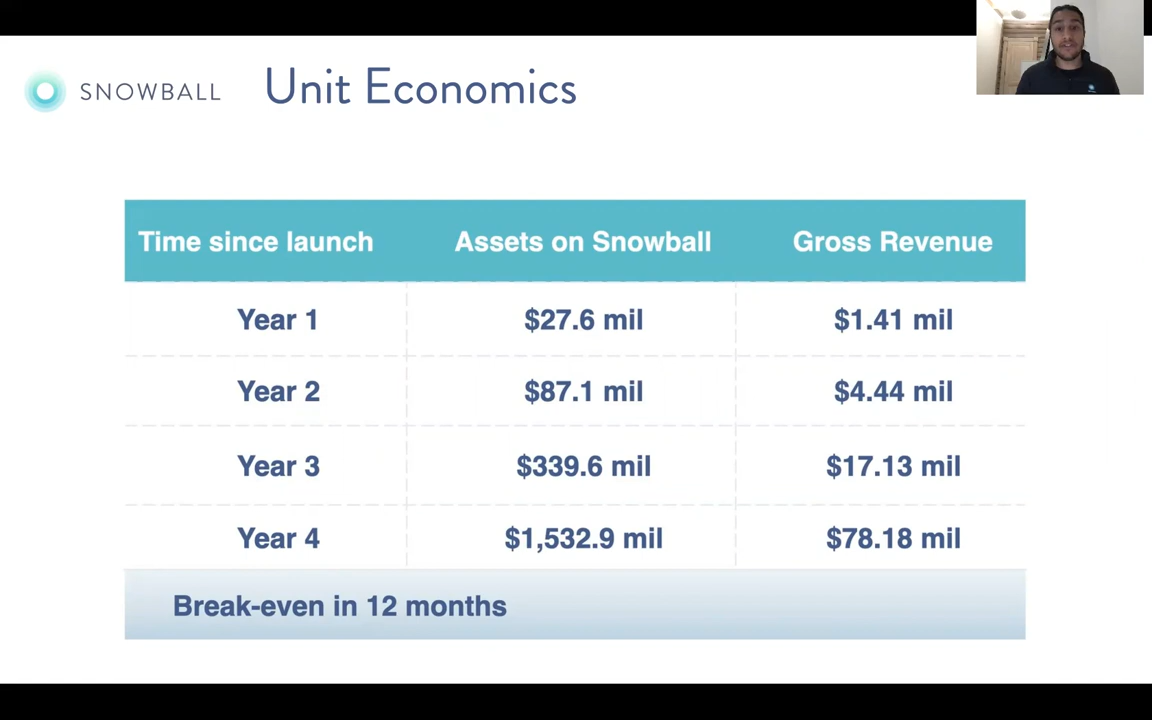 SNOWBALL Unit Economics
Time since launch Assets on Snowball Gross Revenue
Year 1 $27.6 mil $1.41 mil
Year 2 $87.1 mil $4.44 mil
Year 3 $339.6 mil $17.13 mil
Year 4 $1,532.9 mil $78.18 mil
Break-even in 12 months